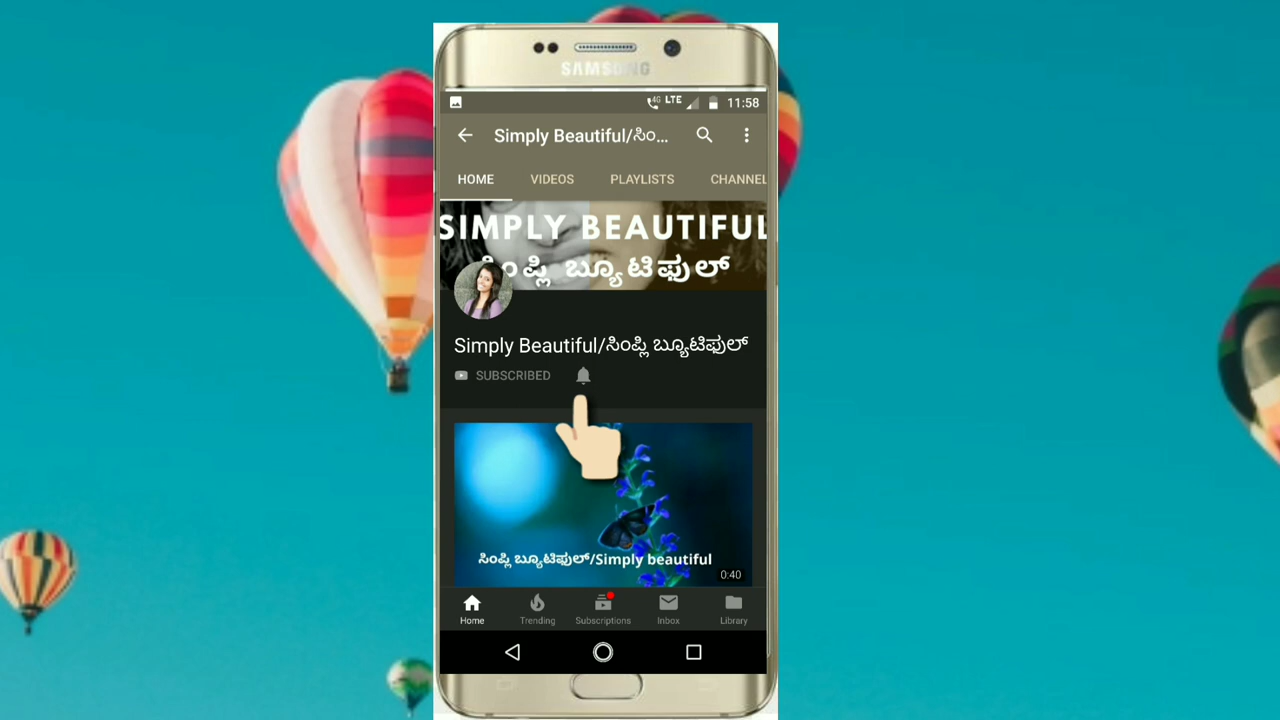 SAMSUNG
4G LTE 11:58
Simply Beautiful/ಸಿಂ...
HOME VIDEOS PLAYLISTS CHANNEL
SIMPLY BEAUTIFUL
ಸಿಂಪ್ಲಿ ಬ್ಯೂಟಿಫುಲ್
Simply Beautiful/ಸಿಂಪ್ಲಿ ಬ್ಯೂಟಿಫುಲ್
SUBSCRIBED
ಸಿಂಪ್ಲಿ ಬ್ಯೂಟಿಫುಲ್/Simply beautiful
0:40
Home Trending Subscriptions Inbox Library